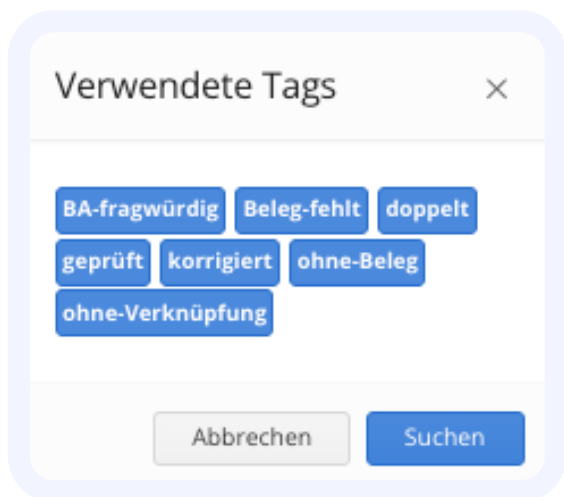 Verwendete Tags ×
BA-fragwürdig Beleg-fehlt doppelt
geprüft korrigiert ohne-Beleg
ohne-Verknüpfung
Abbrechen Suchen